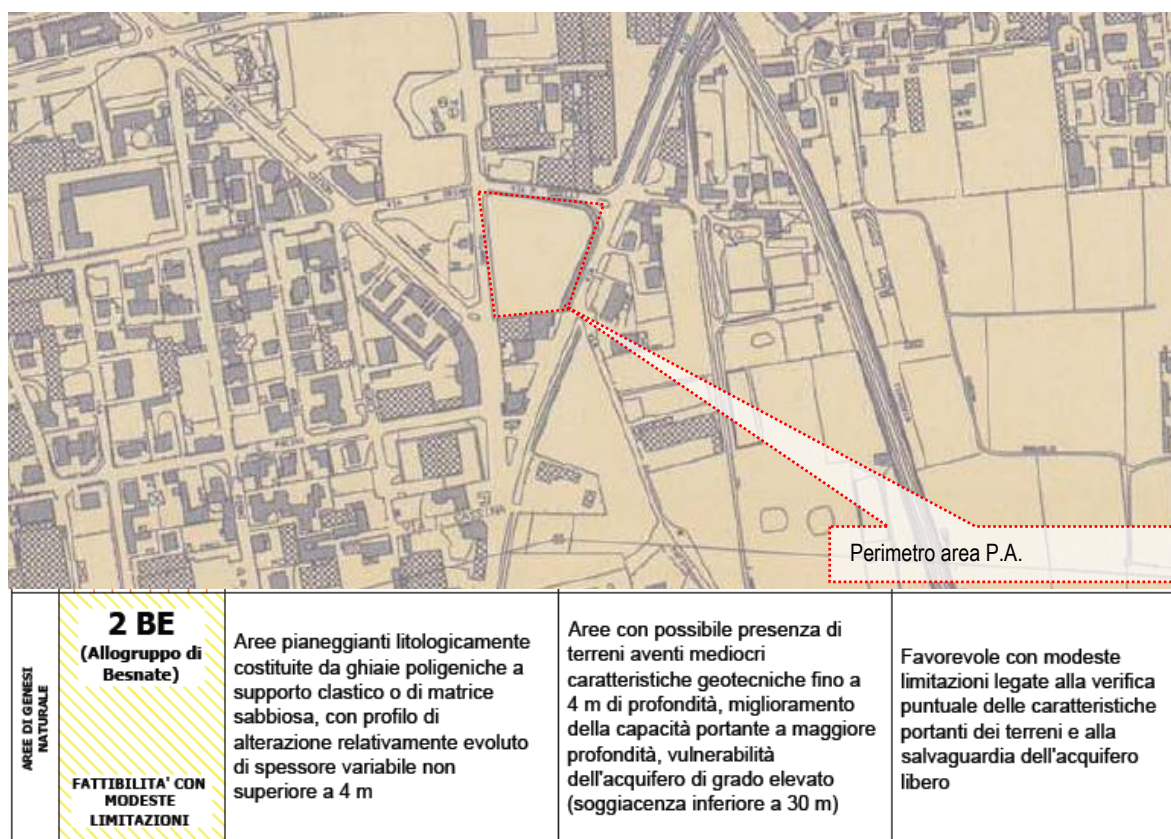 Perimetro area P.A.
AREE DI GENESI
NATURALE
2 BE
(Allogruppo di
Besnate)
FATTIBILITA' CON
MODESTE
LIMITAZIONI
Aree pianeggianti litologicamente
costituite da ghiaie poligeniche a
supporto clastico o di matrice
sabbiosa, con profilo di
alterazione relativamente evoluto
di spessore variabile non
superiore a 4 m
Aree con possibile presenza di
terreni aventi mediocri
caratteristiche geotecniche fino a
4 m di profondità, miglioramento
della capacità portante a maggiore
profondità, vulnerabilità
dell'acquifero di grado elevato
(soggiacenza inferiore a 30 m)
Favorevole con modeste
limitazioni legate alla verifica
puntuale delle caratteristiche
portanti dei terreni e alla
salvaguardia dell'acquifero
libero